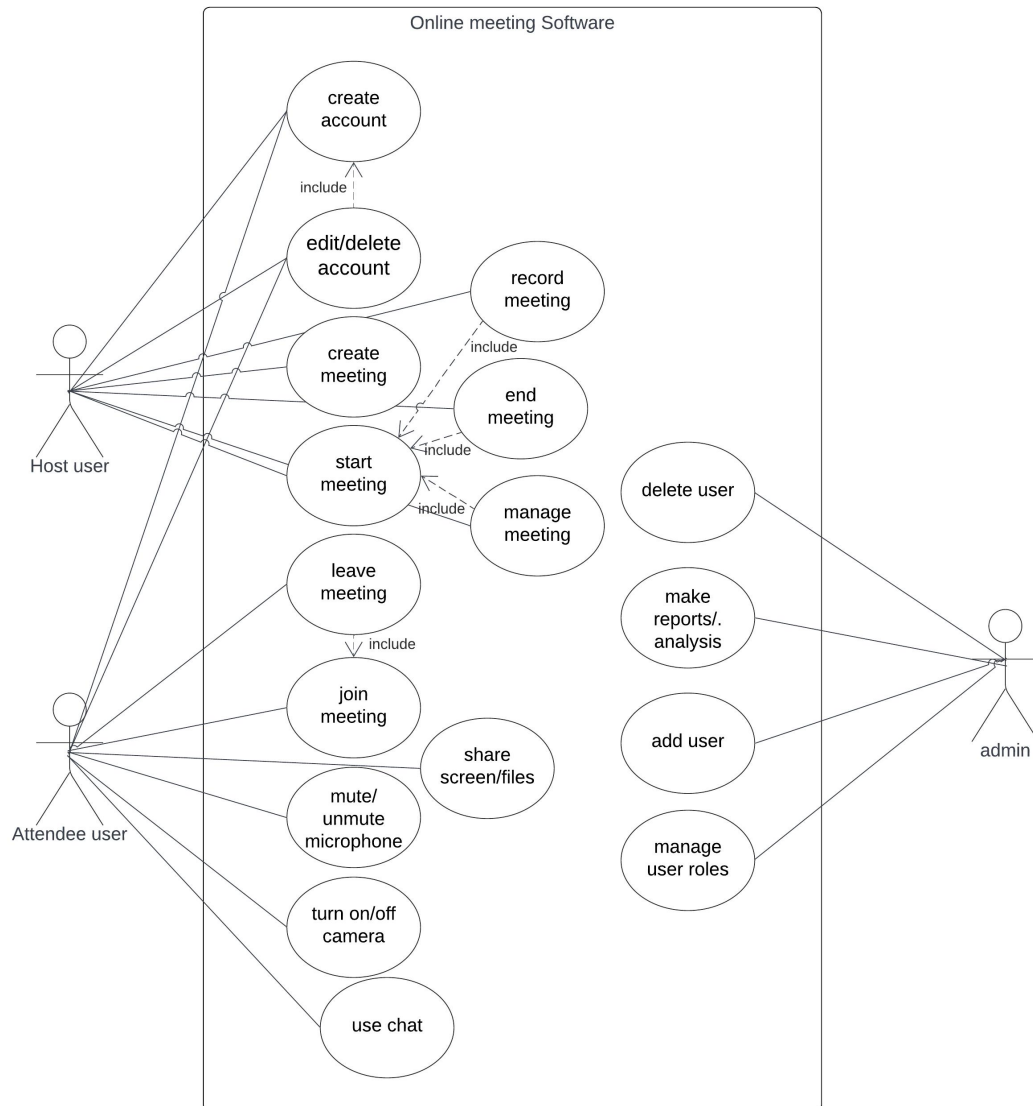 Online meeting Software
create
account
include
edit/delete
account
record
meeting
include
create
meeting
end
meeting
include
Host user
start
meeting
include
manage
meeting
delete user
leave
meeting
include
make
reports/.
analysis
join
meeting
share
screen/files
add user
admin
mute/
unmute
microphone
Attendee user
manage
user roles
turn on/off
camera
use chat